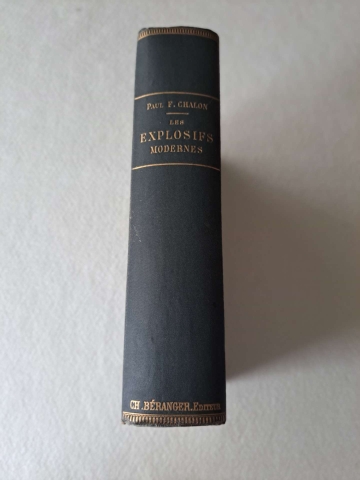 PAUL F. CHALON
LES
EXPLOSIFS
MODERNES
CH. BÉRANGER. EDITEUR